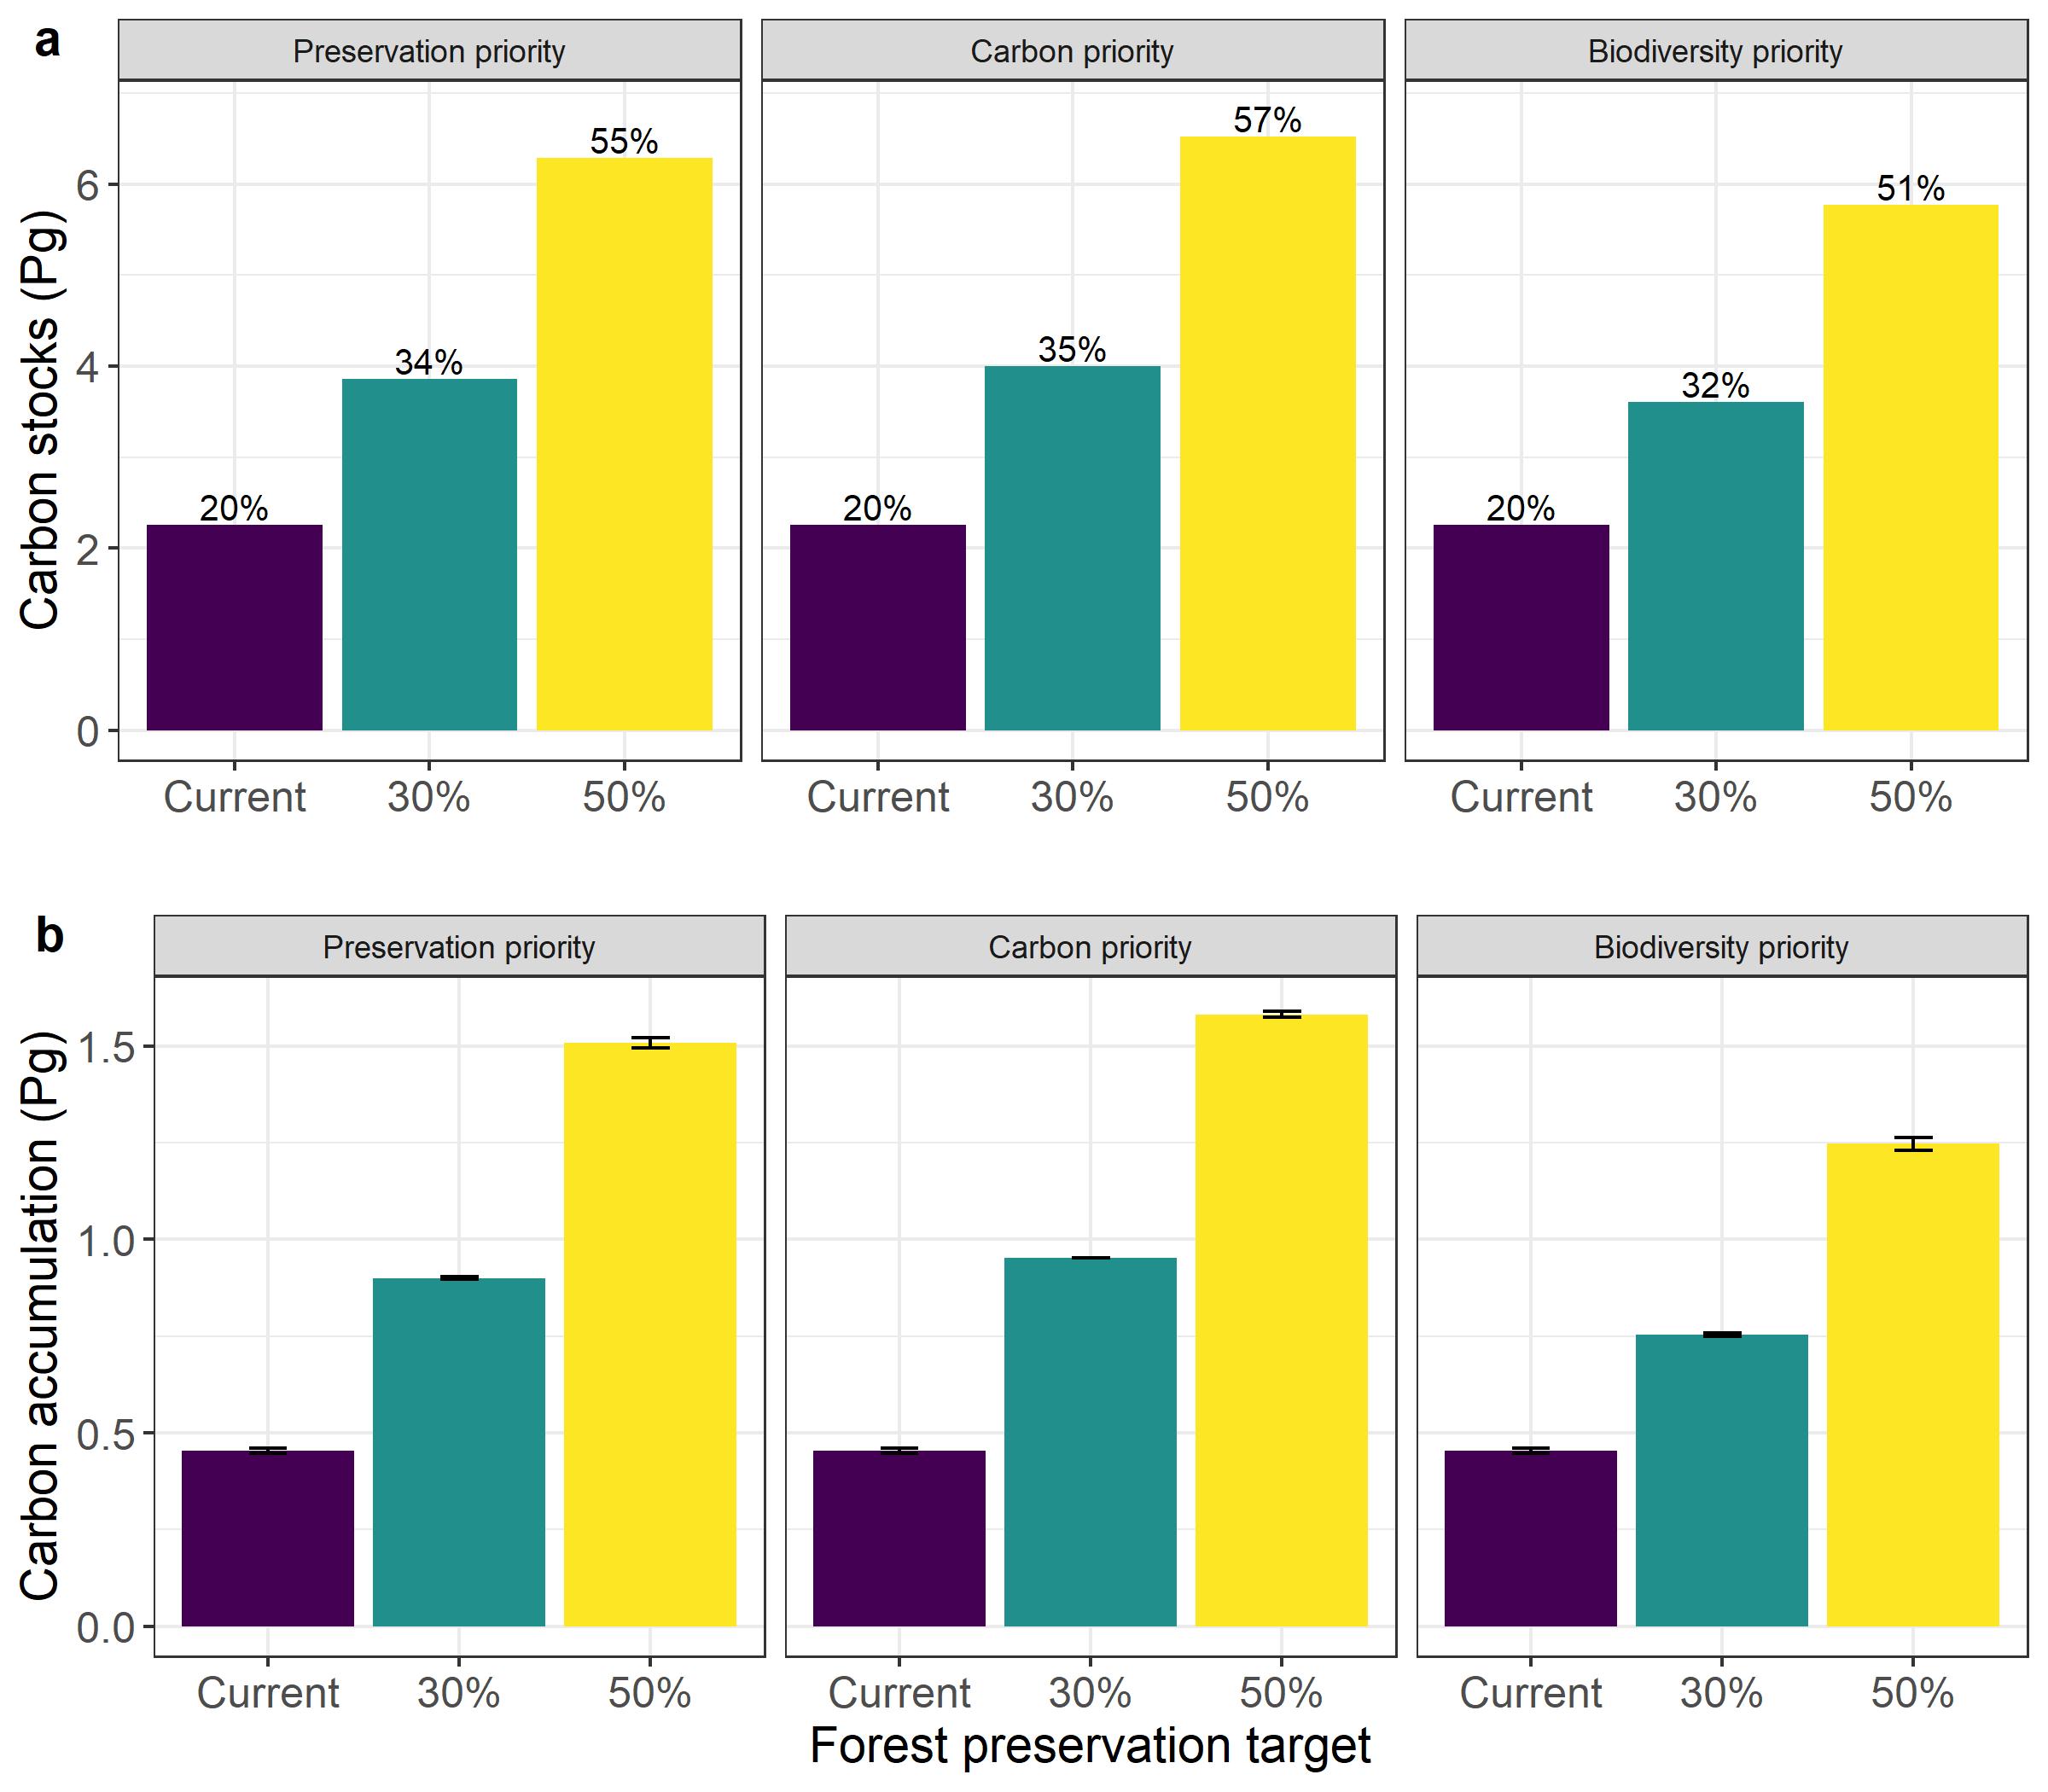 a
Preservation priority
Carbon priority
Biodiversity priority
Carbon stocks (Pg)
6
4
2
0
20%
34%
55%
20%
35%
57%
20%
32%
51%
Current 30% 50%
Current 30% 50%
Current 30% 50%
b
Preservation priority
Carbon priority
Biodiversity priority
Carbon accumulation (Pg)
1.5
1.0
0.5
0.0
Current 30% 50%
Current 30% 50%
Current 30% 50%
Forest preservation target